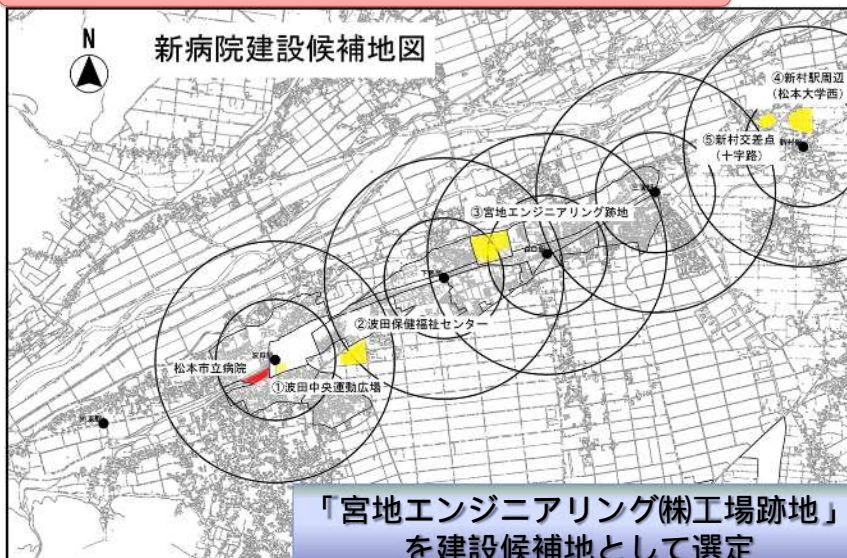 N
新病院建設候補地図
④新村駅周辺
(松本大学西)
⑤新村交差点
(十字路)
③宮地エンジニアリング跡地
②波田保健福祉センター
松本市立病院
①波田中央運動広場
「宮地エンジニアリング㈱工場跡地」
を建設候補地として選定